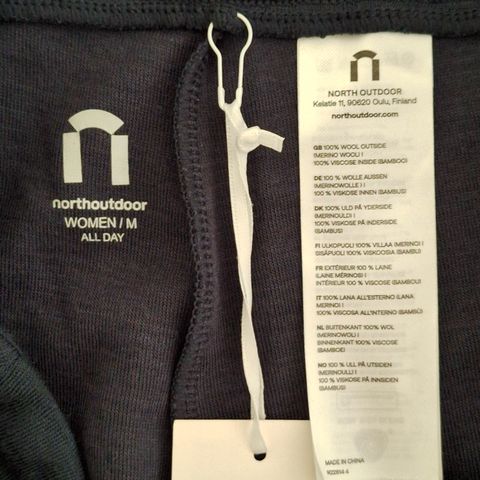 northoutdoor
WOMEN / M
ALL DAY
NORTH OUTDOOR
Kelatie 11, 90620 Oulu, Finland
northoutdoor.com
GB 100% WOOL OUTSIDE
(MERINO WOOL) I
100% VISCOSE INSIDE (BAMBOO)
DE 100% WOLLE AUSSEN
(MERINOWOLLE) I
100% VISKOSE INNEN (BAMBUS)
DK 100% ULD PÅ YDERSIDE
(MERINOULD) I
100% VISKOSE PÅ INDERSIDE
(BAMBUS)
FI ULKOPUOLI 100% VILLAA (MERINO) I
SISÄPUOLI 100% VISKOOSIA (BAMBU)
FR EXTÉRIEUR 100 % LAINE
(LAINE MÉRINOS) I
INTÉRIEUR 100 % VISCOSE (BAMBOU)
IT 100% LANA ALL'ESTERNO (LANA
MERINO) I
100% VISCOSA ALL'INTERNO (BAMBÙ)
NL BUITENKANT 100% WOL
(MERINOWOL) I
BINNENKANT 100% VISCOSE
(BAMBOE)
NO 100 % ULL PÅ UTSIDEN
(MERINOULL) I
100 % VISKOSE PÅ INNSIDEN
(BAMBUS)
MADE IN CHINA